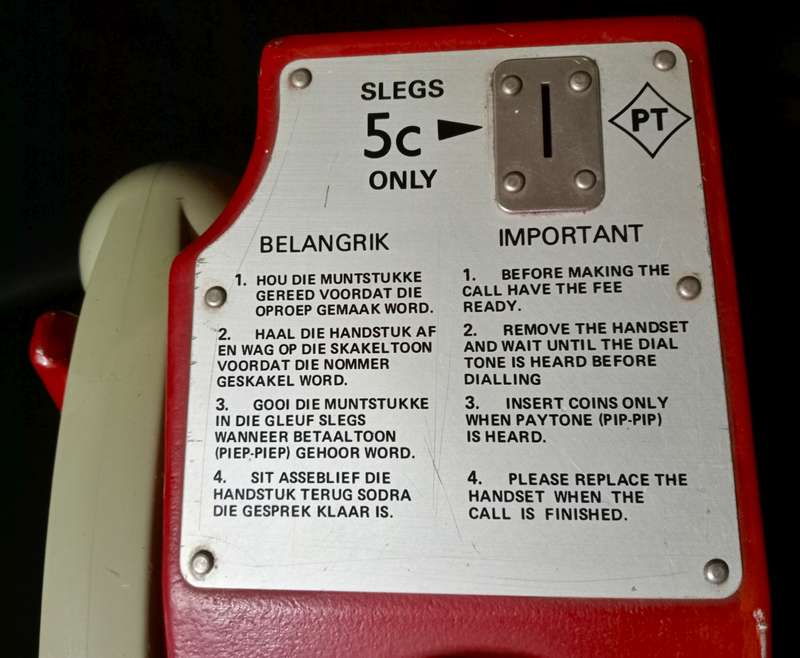 SLEGS
5c
ONLY
PT
BELANGRIK
1. HOU DIE MUNTSTUKKE
GEREED VOORDAT DIE
OPROEP GEMAAK WORD.
2. HAAL DIE HANDSTUK AF
EN WAG OP DIE SKAKELTOON
VOORDAT DIE NOMMER
GESKAKEL WORD.
3. GOOI DIE MUNTSTUKKE
IN DIE GLEUF SLEGS
WANNEER BETAALTOON
(PIEP-PIEP) GEHOOR WORD.
4. SIT ASSEBLIEF DIE
HANDSTUK TERUG SODRA
DIE GESPREK KLAAR IS.
IMPORTANT
1. BEFORE MAKING THE
CALL HAVE THE FEE
READY.
2. REMOVE THE HANDSET
AND WAIT UNTIL THE DIAL
TONE IS HEARD BEFORE
DIALLING
3. INSERT COINS ONLY
WHEN PAYTONE (PIP-PIP)
IS HEARD.
4. PLEASE REPLACE THE
HANDSET WHEN THE
CALL IS FINISHED.